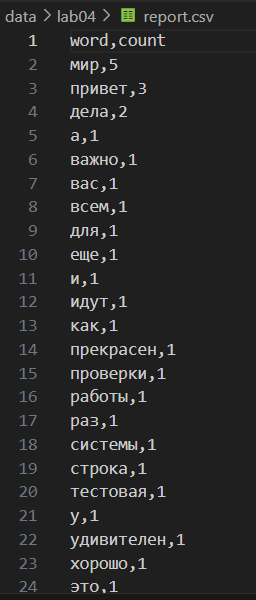 data > lab04 > report.csv
1 word,count
2 мир,5
3 привет,3
4 дела,2
5 а,1
6 важно,1
7 вас,1
8 всем,1
9 для,1
10 еще,1
11 и,1
12 идут,1
13 как,1
14 прекрасен,1
15 проверки,1
16 работы,1
17 раз,1
18 системы,1
19 строка,1
20 тестовая,1
21 у,1
22 удивителен,1
23 хорошо,1
24 это,1